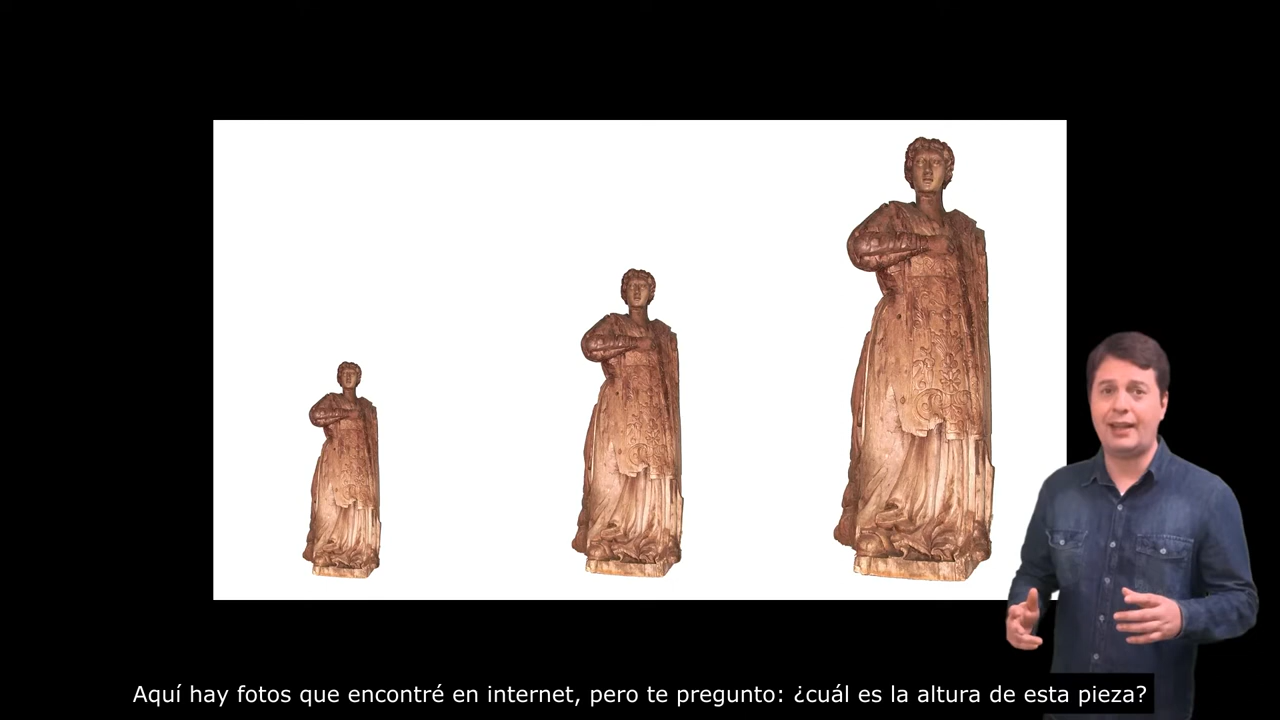 Aquí hay fotos que encontré en internet, pero te pregunto: ¿cuál es la altura de esta pieza?